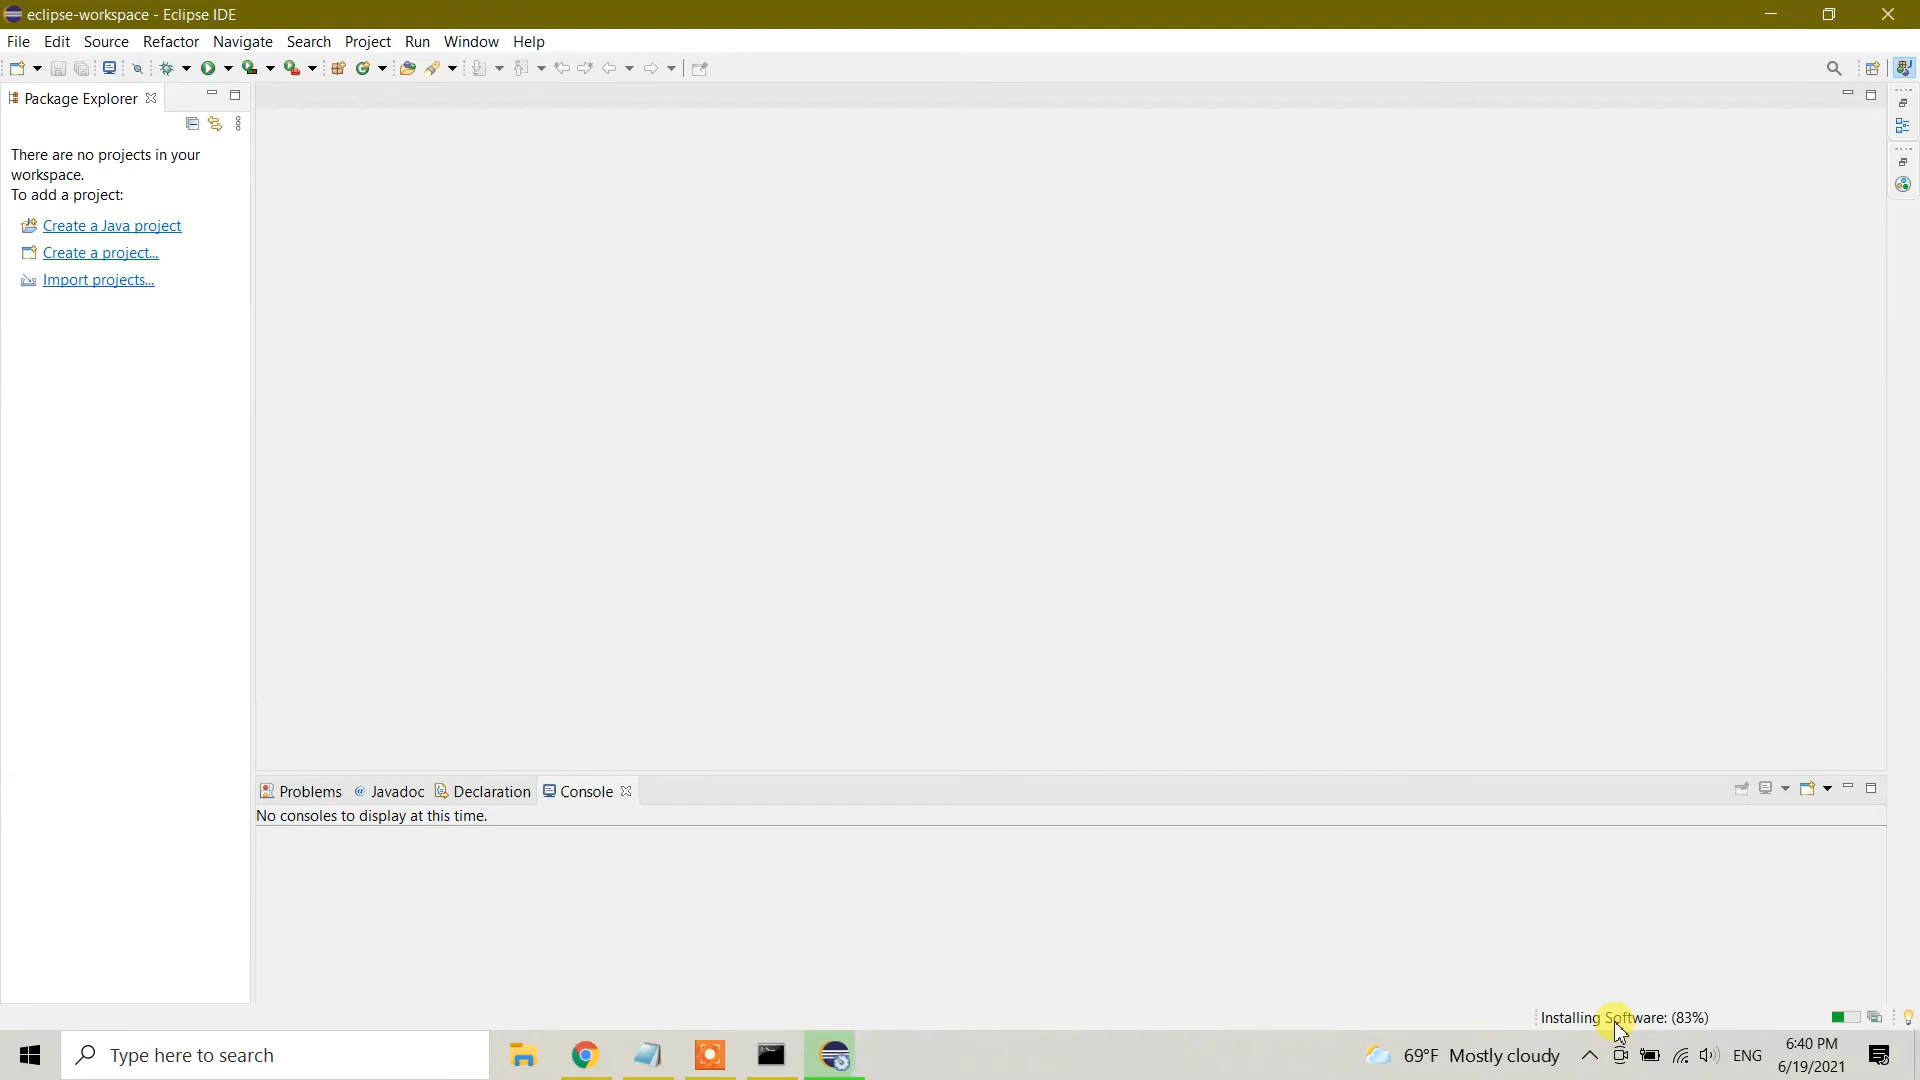 eclipse-workspace - Eclipse IDE
File Edit Source Refactor Navigate Search Project Run Window Help
Package Explorer
There are no projects in your
workspace.
To add a project:
Create a Java project
Create a project...
Import projects...
Problems @ Javadoc Declaration Console
No consoles to display at this time.
Installing Software: (83%)
Type here to search
69°F Mostly cloudy
ENG
6:40 PM
6/19/2021